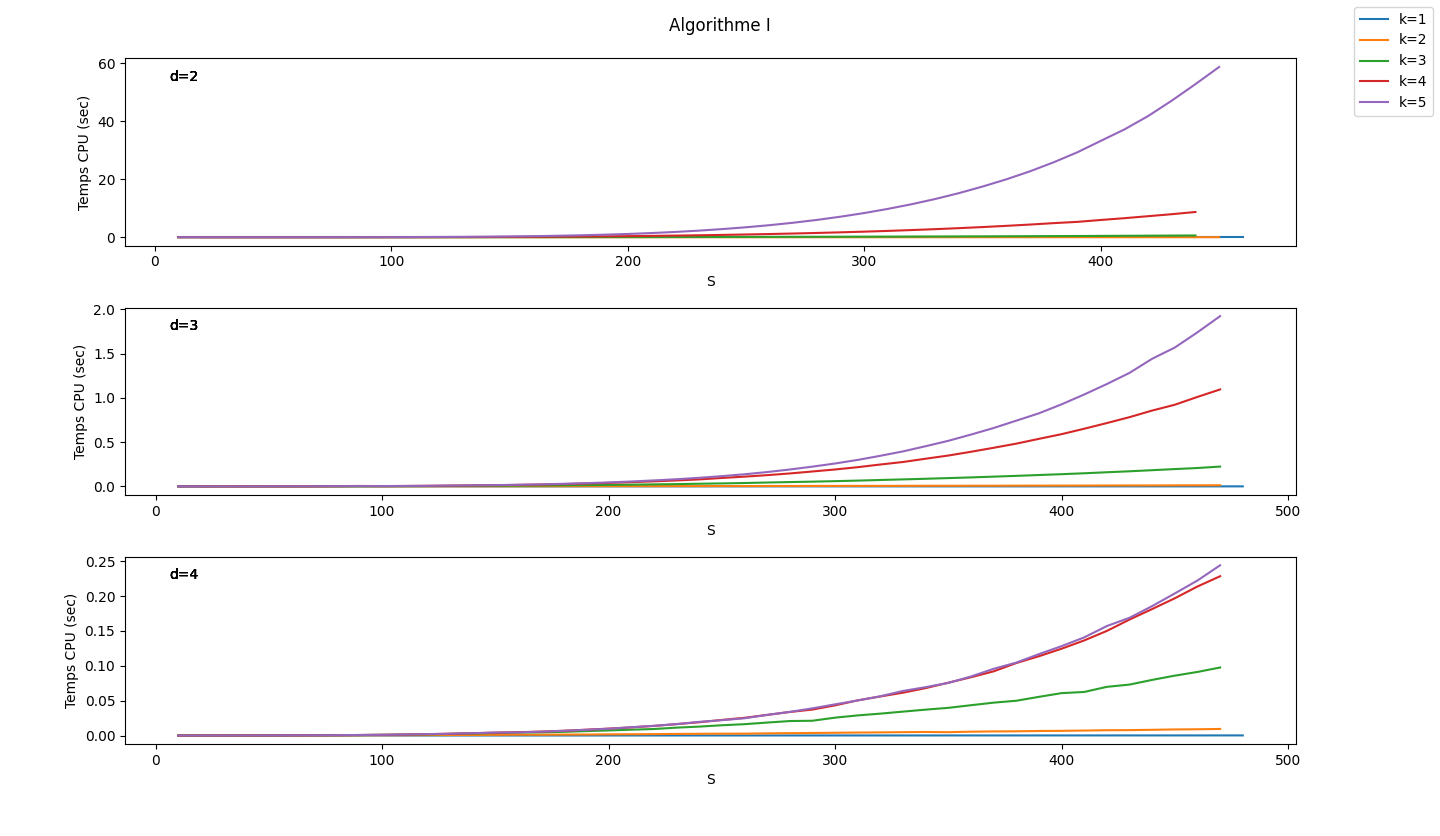 Algorithme I
k=1
k=2
k=3
k=4
k=5
d=2
Temps CPU (sec)
60
40
20
0
0 100 200 300 400
S
d=3
Temps CPU (sec)
2.0
1.5
1.0
0.5
0.0
0 100 200 300 400 500
S
d=4
Temps CPU (sec)
0.25
0.20
0.15
0.10
0.05
0.00
0 100 200 300 400 500
S